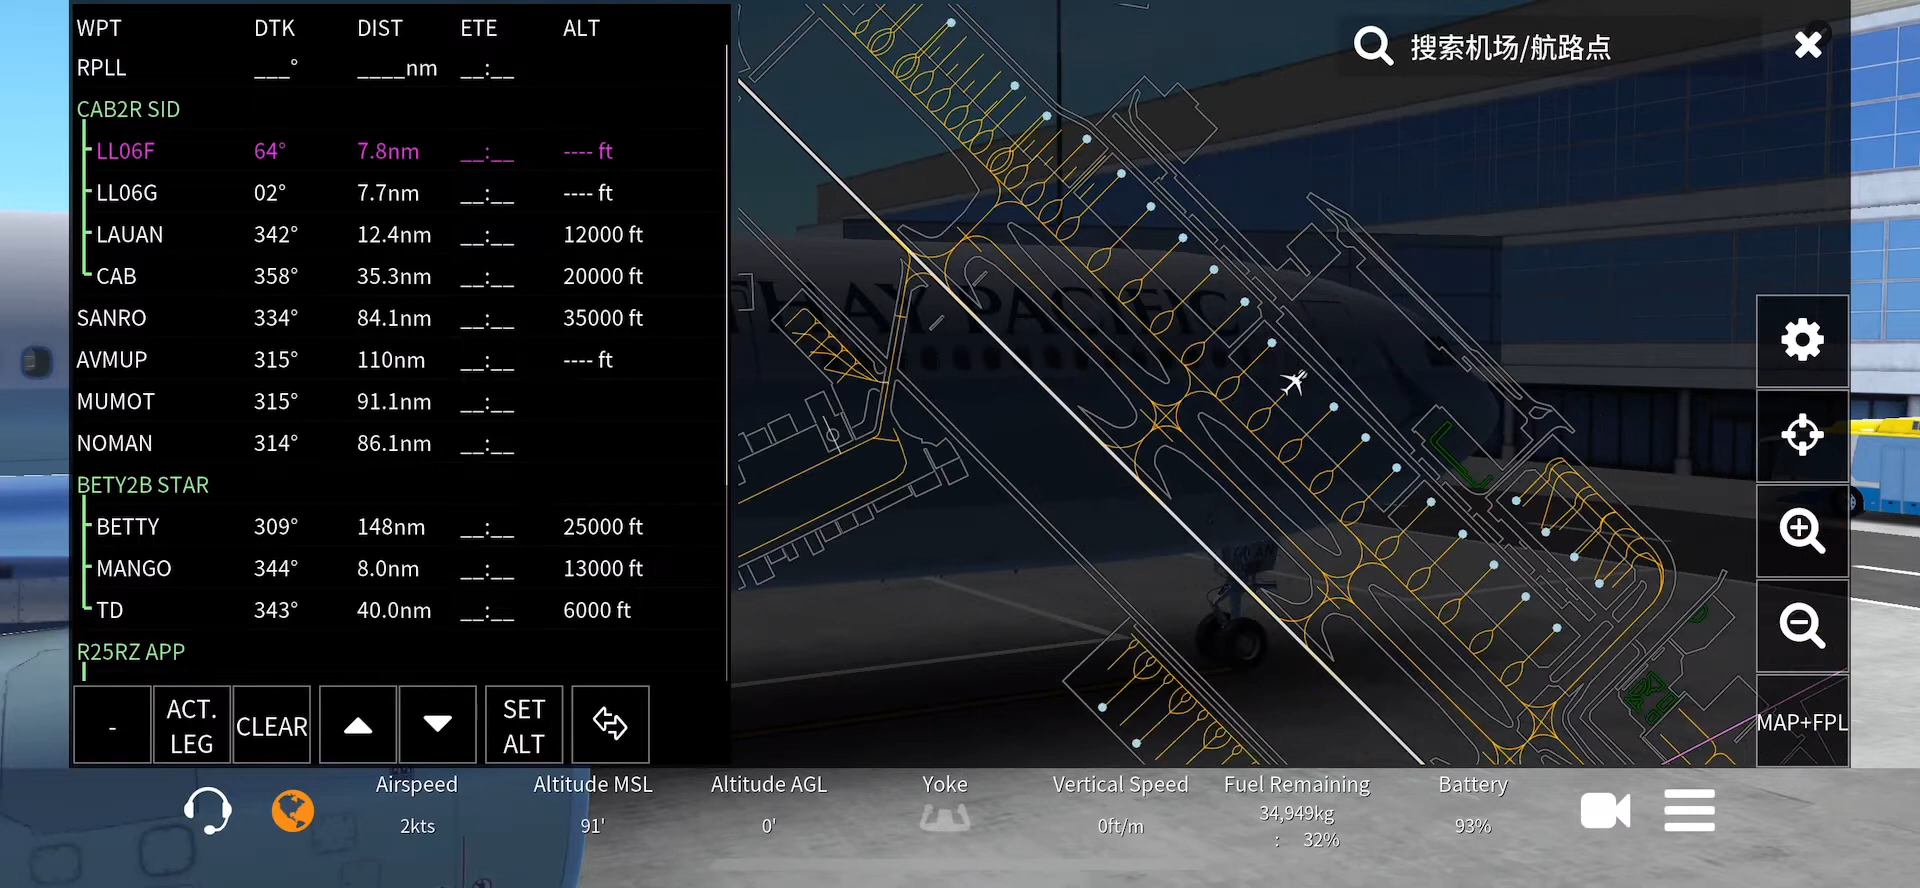 WPT DTK DIST ETE ALT
RPLL ___° ____nm __:__
CAB2R SID
LL06F 64° 7.8nm __:__ ---- ft
LL06G 02° 7.7nm __:__ ---- ft
LAUAN 342° 12.4nm __:__ 12000 ft
CAB 358° 35.3nm __:__ 20000 ft
SANRO 334° 84.1nm __:__ 35000 ft
AVMUP 315° 110nm __:__ ---- ft
MUMOT 315° 91.1nm __:__
NOMAN 314° 86.1nm __:__
BETY2B STAR
BETTY 309° 148nm __:__ 25000 ft
MANGO 344° 8.0nm __:__ 13000 ft
TD 343° 40.0nm __:__ 6000 ft
R25RZ APP
- ACT. LEG CLEAR SET ALT
搜索机场/航路点
THAY PACIFIC
MAP+FPL
Airspeed
2kts
Altitude MSL
91'
Altitude AGL
0'
Yoke
Vertical Speed
0ft/m
Fuel Remaining
34,949kg
: 32%
Battery
93%